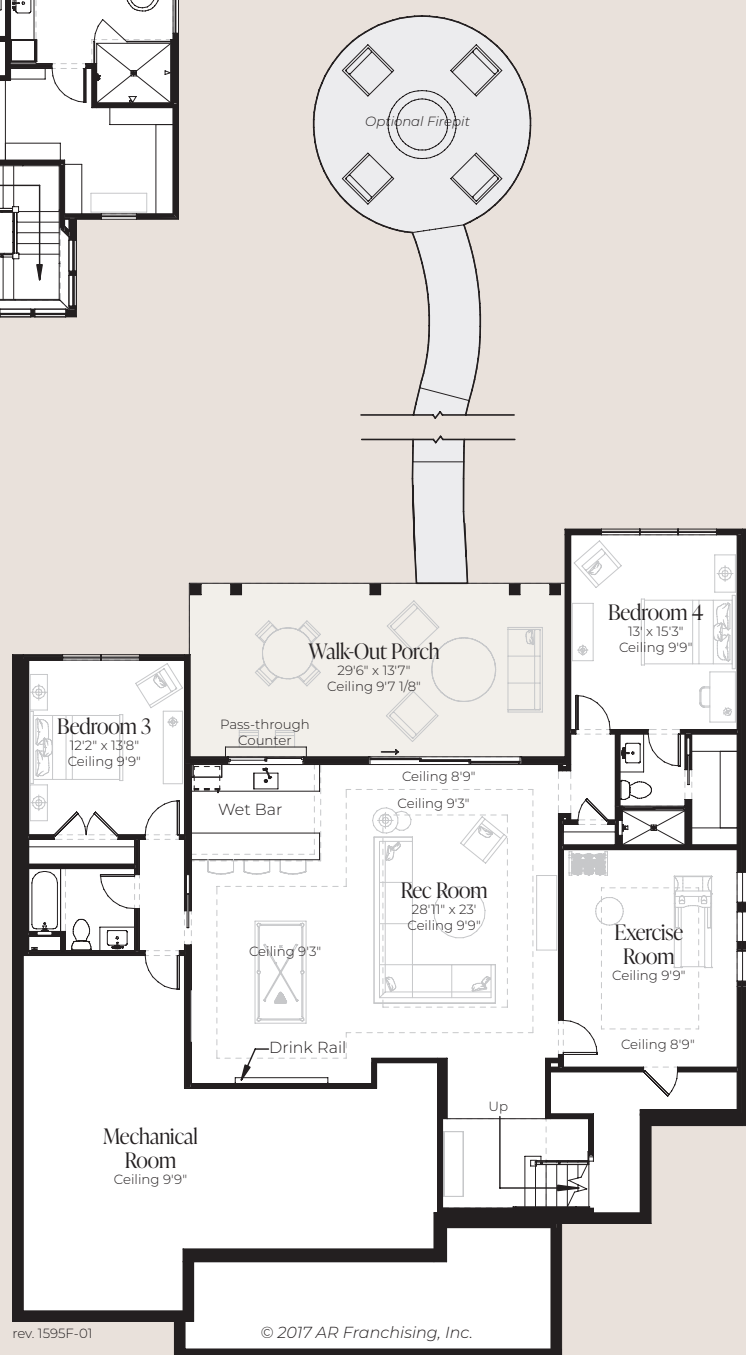 Optional Firepit
Bedroom 4
13' x 15'3"
Ceiling 9'9"
Walk-Out Porch
29'6" x 13'7"
Ceiling 9'7 1/8"
Pass-through
Counter
Bedroom 3
12'2" x 13'8"
Ceiling 9'9"
Ceiling 8'9"
Ceiling 9'3"
Wet Bar
Rec Room
28'11" x 23'
Ceiling 9'9"
Ceiling 9'3"
Exercise
Room
Ceiling 9'9"
Ceiling 8'9"
Drink Rail
Up
Mechanical
Room
Ceiling 9'9"
rev. 1595F-01
© 2017 AR Franchising, Inc.